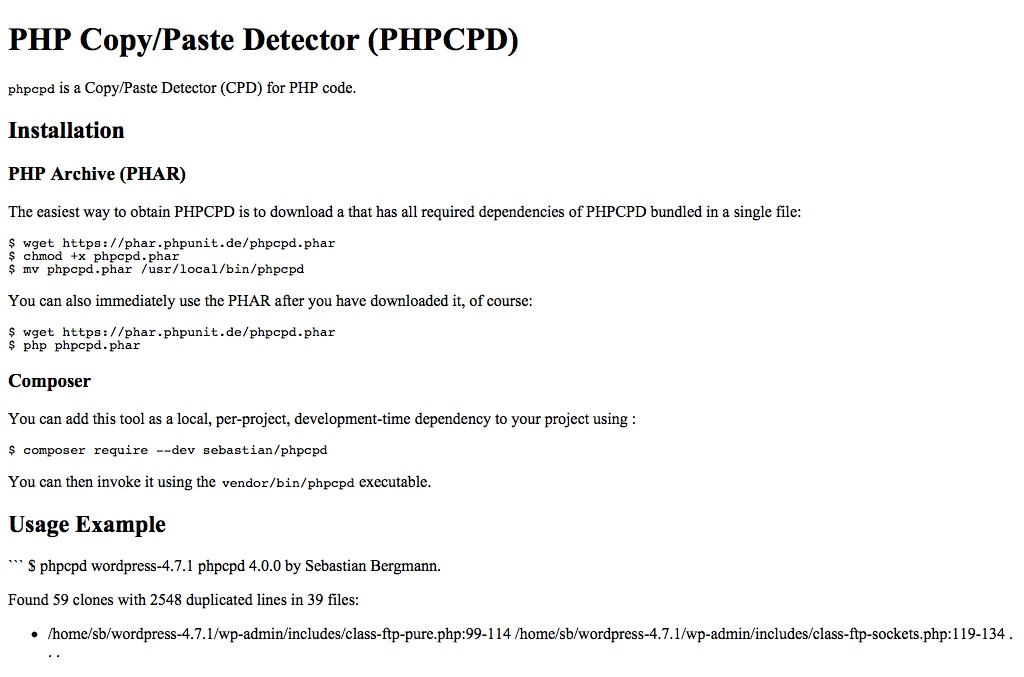 PHP Copy/Paste Detector (PHPCPD)
phpcpd is a Copy/Paste Detector (CPD) for PHP code.
Installation
PHP Archive (PHAR)
The easiest way to obtain PHPCPD is to download a that has all required dependencies of PHPCPD bundled in a single file:
$ wget https://phar.phpunit.de/phpcpd.phar
$ chmod +x phpcpd.phar
$ mv phpcpd.phar /usr/local/bin/phpcpd
You can also immediately use the PHAR after you have downloaded it, of course:
$ wget https://phar.phpunit.de/phpcpd.phar
$ php phpcpd.phar
Composer
You can add this tool as a local, per-project, development-time dependency to your project using :
$ composer require --dev sebastian/phpcpd
You can then invoke it using the vendor/bin/phpcpd executable.
Usage Example
``` $ phpcpd wordpress-4.7.1 phpcpd 4.0.0 by Sebastian Bergmann.
Found 59 clones with 2548 duplicated lines in 39 files:
• /home/sb/wordpress-4.7.1/wp-admin/includes/class-ftp-pure.php:99-114 /home/sb/wordpress-4.7.1/wp-admin/includes/class-ftp-sockets.php:119-134 .
. .